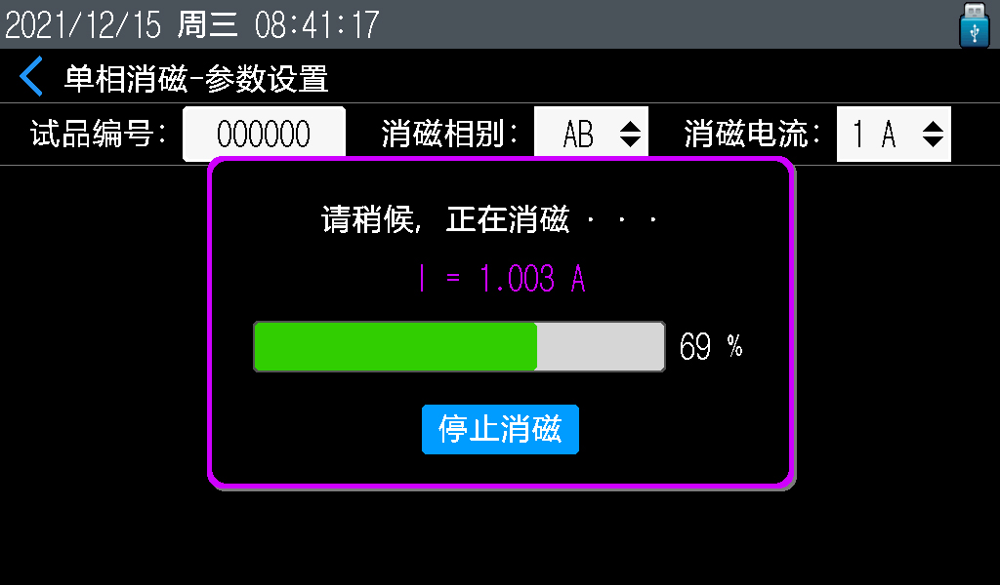 2021/12/15 周三 08:41:17
单相消磁-参数设置
试品编号: 000000 消磁相别: AB 消磁电流: 1 A
请稍候, 正在消磁 · · ·
I = 1.003 A
69 %
停止消磁